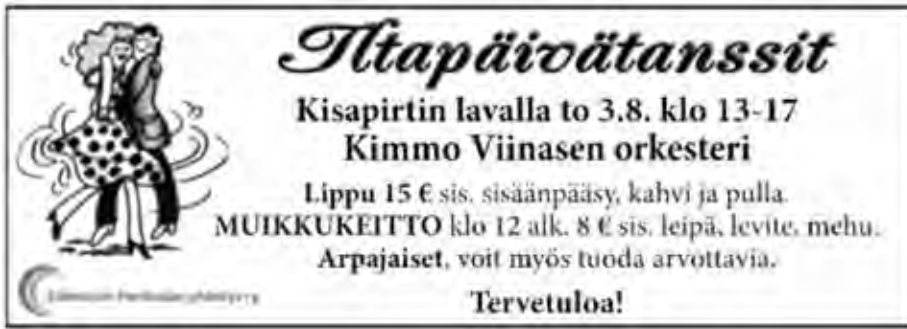 Iltapäivätanssit
Kisapirtin lavalla to 3.8. klo 13-17
Kimmo Viinasen orkesteri
Lippu 15 € sis. sisäänpääsy, kahvi ja pulla.
MUIKKUKEITTO klo 12 alk. 8 € sis. leipä, levite, mehu.
Arpajaiset, voit myös tuoda arvottavia.
Tervetuloa!